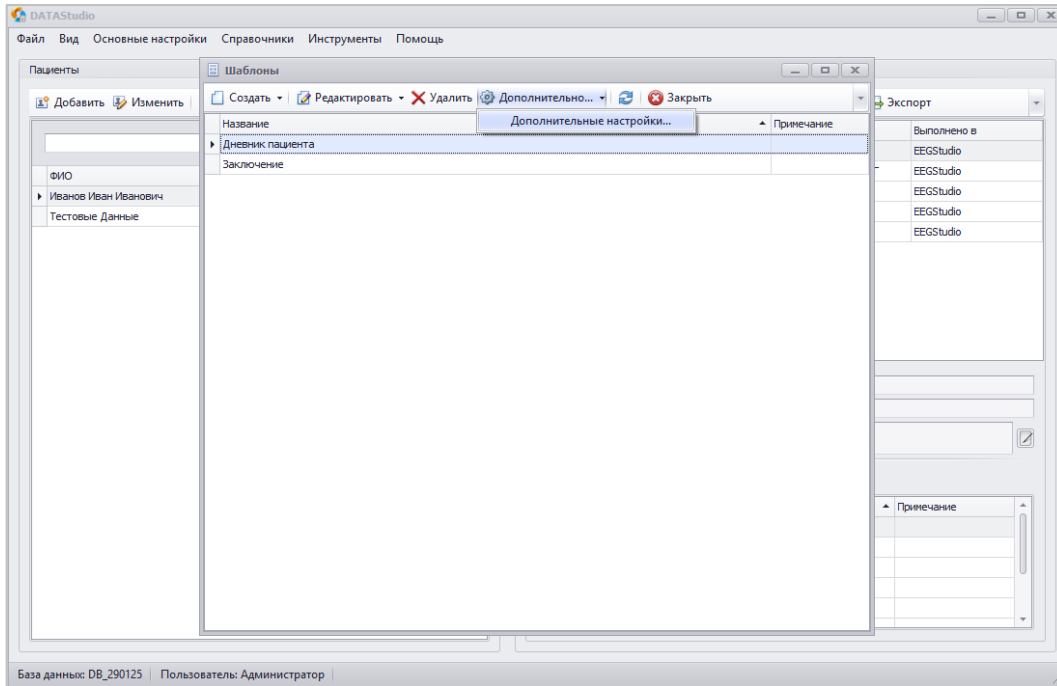 DATAStudio
Файл Вид Основные настройки Справочники Инструменты Помощь
Пациенты
Добавить Изменить
ФИО
Иванов Иван Иванович
Тестовые Данные
Шаблоны
Создать Редактировать Удалить Дополнительно... Закрыть
Дополнительные настройки...
Название Примечание
Дневник пациента
Заключение
Экспорт
Выполнено в
EEGStudio
EEGStudio
EEGStudio
EEGStudio
EEGStudio
Примечание
База данных: DB_290125 Пользователь: Администратор